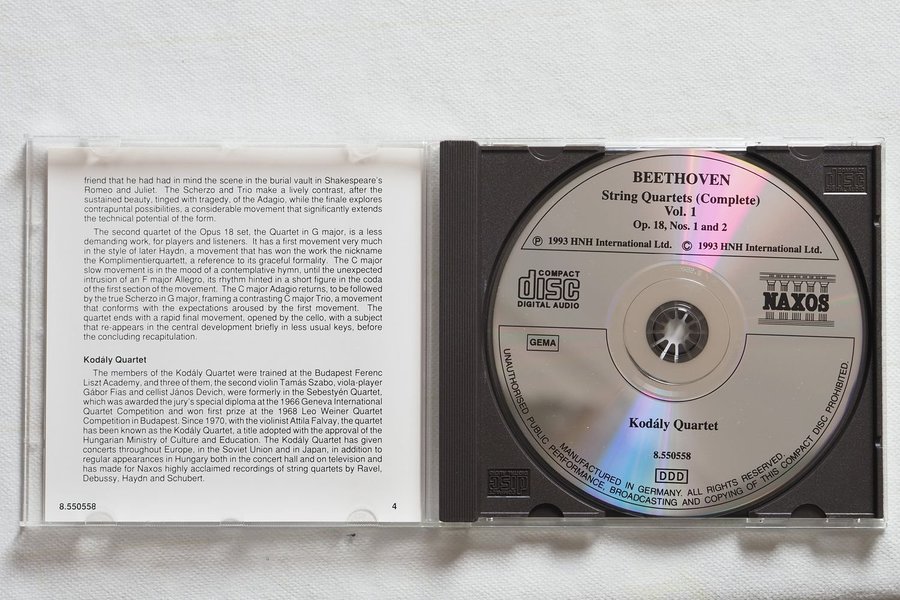 friend that he had had in mind the scene in the burial vault in Shakespeare's
Romeo and Juliet. The Scherzo and Trio make a lively contrast, after the
sustained beauty, tinged with tragedy, of the Adagio, while the finale explores
contrapuntal possibilities, a considerable movement that significantly extends
the technical potential of the form.
The second quartet of the Opus 18 set, the Quartet in G major, is a less
demanding work, for players and listeners. It has a first movement very much
in the style of later Haydn, a movement that has won the work the nickname
the Komplimentierquartett, a reference to its graceful formality. The C major
slow movement is in the mood of a contemplative hymn, until the unexpected
intrusion of an F major Allegro, its rhythm hinted in a short figure in the coda
of the first section of the movement. The C major Adagio returns, to be followed
by the true Scherzo in G major, framing a contrasting C major Trio, a movement
that conforms with the expectations aroused by the first movement. The
quartet ends with a rapid final movement, opened by the cello, with a subject
that re-appears in the central development briefly in less usual keys, before
the concluding recapitulation.
Kodály Quartet
The members of the Kodály Quartet were trained at the Budapest Ferenc
Liszt Academy, and three of them, the second violin Tamás Szabo, viola-player
Gábor Fias and cellist János Devich, were formerly in the Sebestyén Quartet,
which was awarded the jury's special diploma at the 1966 Geneva International
Quartet Competition and won first prize at the 1968 Leo Weiner Quartet
Competition in Budapest. Since 1970, with the violinist Attila Falvay, the quartet
has been known as the Kodály Quartet, a title adopted with the approval of the
Hungarian Ministry of Culture and Education. The Kodály Quartet has given
concerts throughout Europe, in the Soviet Union and in Japan, in addition to
regular appearances in Hungary both in the concert hall and on television and
has made for Naxos highly acclaimed recordings of string quartets by Ravel,
Debussy, Haydn and Schubert.
8.550558
4
BEETHOVEN
String Quartets (Complete)
Vol. 1
Op. 18, Nos. 1 and 2
℗ 1993 HNH International Ltd. © 1993 HNH International Ltd.
COMPACT
disc
DIGITAL AUDIO
NAXOS
GEMA
Kodály Quartet
8.550558
DDD
MANUFACTURED IN GERMANY. ALL RIGHTS RESERVED.
UNAUTHORISED PUBLIC PERFORMANCE, BROADCASTING AND COPYING OF THIS COMPACT DISC PROHIBITED.